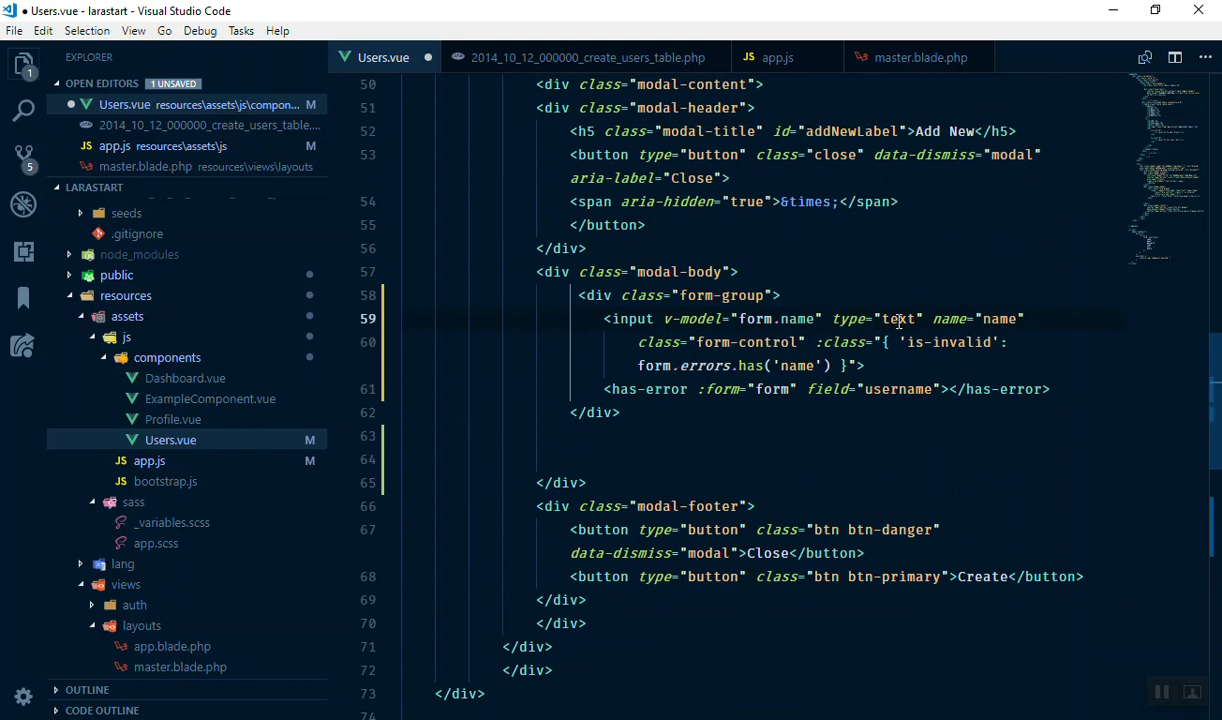 ● Users.vue - larastart - Visual Studio Code
File Edit Selection View Go Debug Tasks Help
EXPLORER
Users.vue ●
2014_10_12_000000_create_users_table.php
JS app.js
master.blade.php
1
5
OPEN EDITORS 1 UNSAVED
● Users.vue resources\assets\js\compon... M
2014_10_12_000000_create_users_table....
JS app.js resources\assets\js M
master.blade.php resources\views\layouts
LARASTART
seeds
.gitignore
node_modules
public
resources
assets
js
components
Dashboard.vue
ExampleComponent.vue
Profile.vue
Users.vue M
JS app.js M
JS bootstrap.js
sass
_variables.scss
app.scss
lang
views
auth
layouts
app.blade.php
master.blade.php
OUTLINE
CODE OUTLINE
50 <div class="modal-content">
51 <div class="modal-header">
52 <h5 class="modal-title" id="addNewLabel">Add New</h5>
53 <button type="button" class="close" data-dismiss="modal"
aria-label="Close">
54 <span aria-hidden="true">&times;</span>
55 </button>
56 </div>
57 <div class="modal-body">
58 <div class="form-group">
59 <input v-model="form.name" type="text" name="name"
60 class="form-control" :class="{ 'is-invalid':
form.errors.has('name') }">
61 <has-error :form="form" field="username"></has-error>
62 </div>
63
64
65 </div>
66 <div class="modal-footer">
67 <button type="button" class="btn btn-danger"
data-dismiss="modal">Close</button>
68 <button type="button" class="btn btn-primary">Create</button>
69 </div>
70 </div>
71 </div>
72 </div>
73 </div>
74